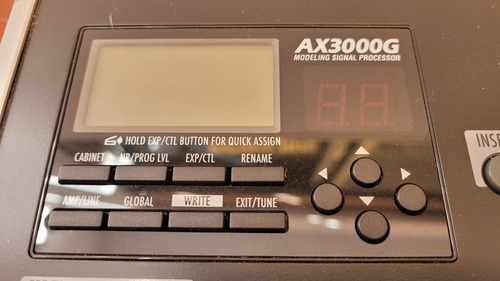 AX3000G
MODELING SIGNAL PROCESSOR
HOLD EXP/CTL BUTTON FOR QUICK ASSIGN
CABINET NR/PROG LVL EXP/CTL RENAME
AMP/LINE GLOBAL WRITE EXIT/TUNE